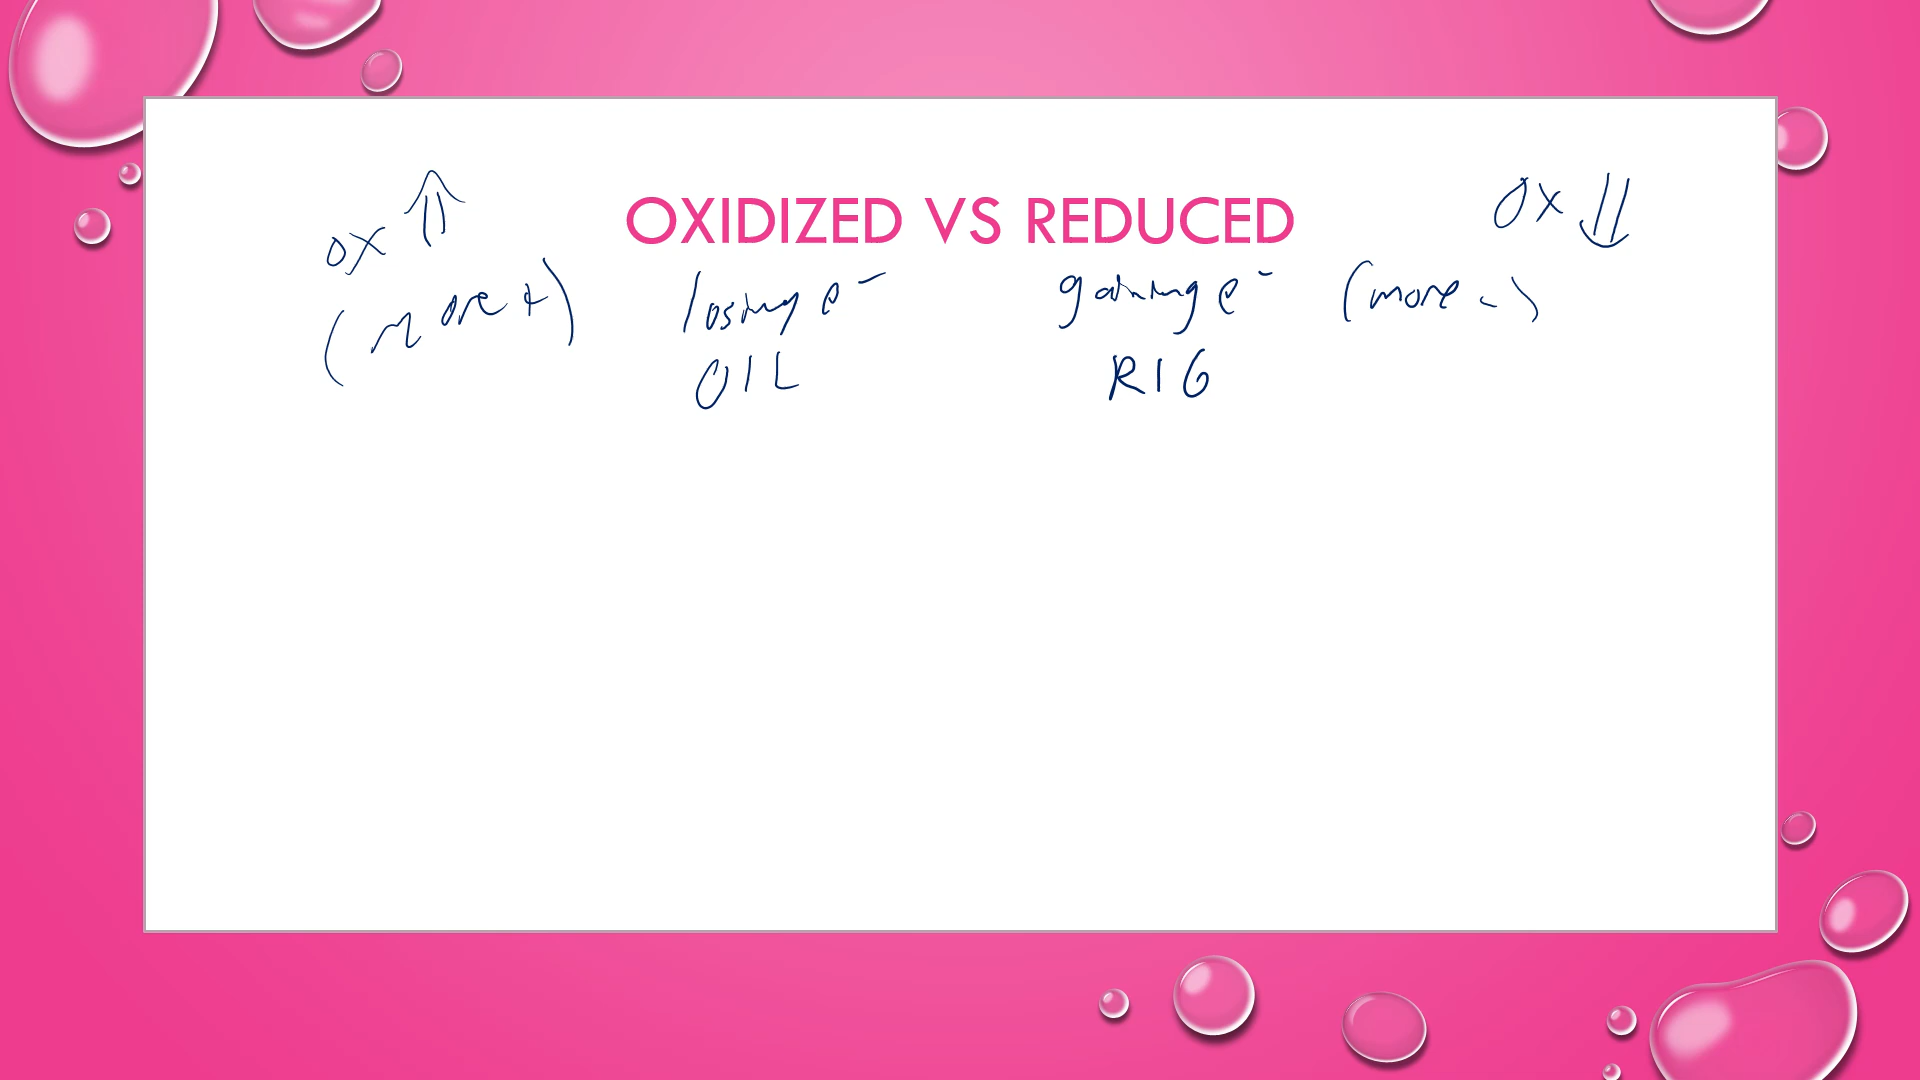 OXIDIZED VS REDUCED
ox ⇑
(more +)
losing e⁻
OIL
gaining e⁻
(more -)
RIG
OX ⇓